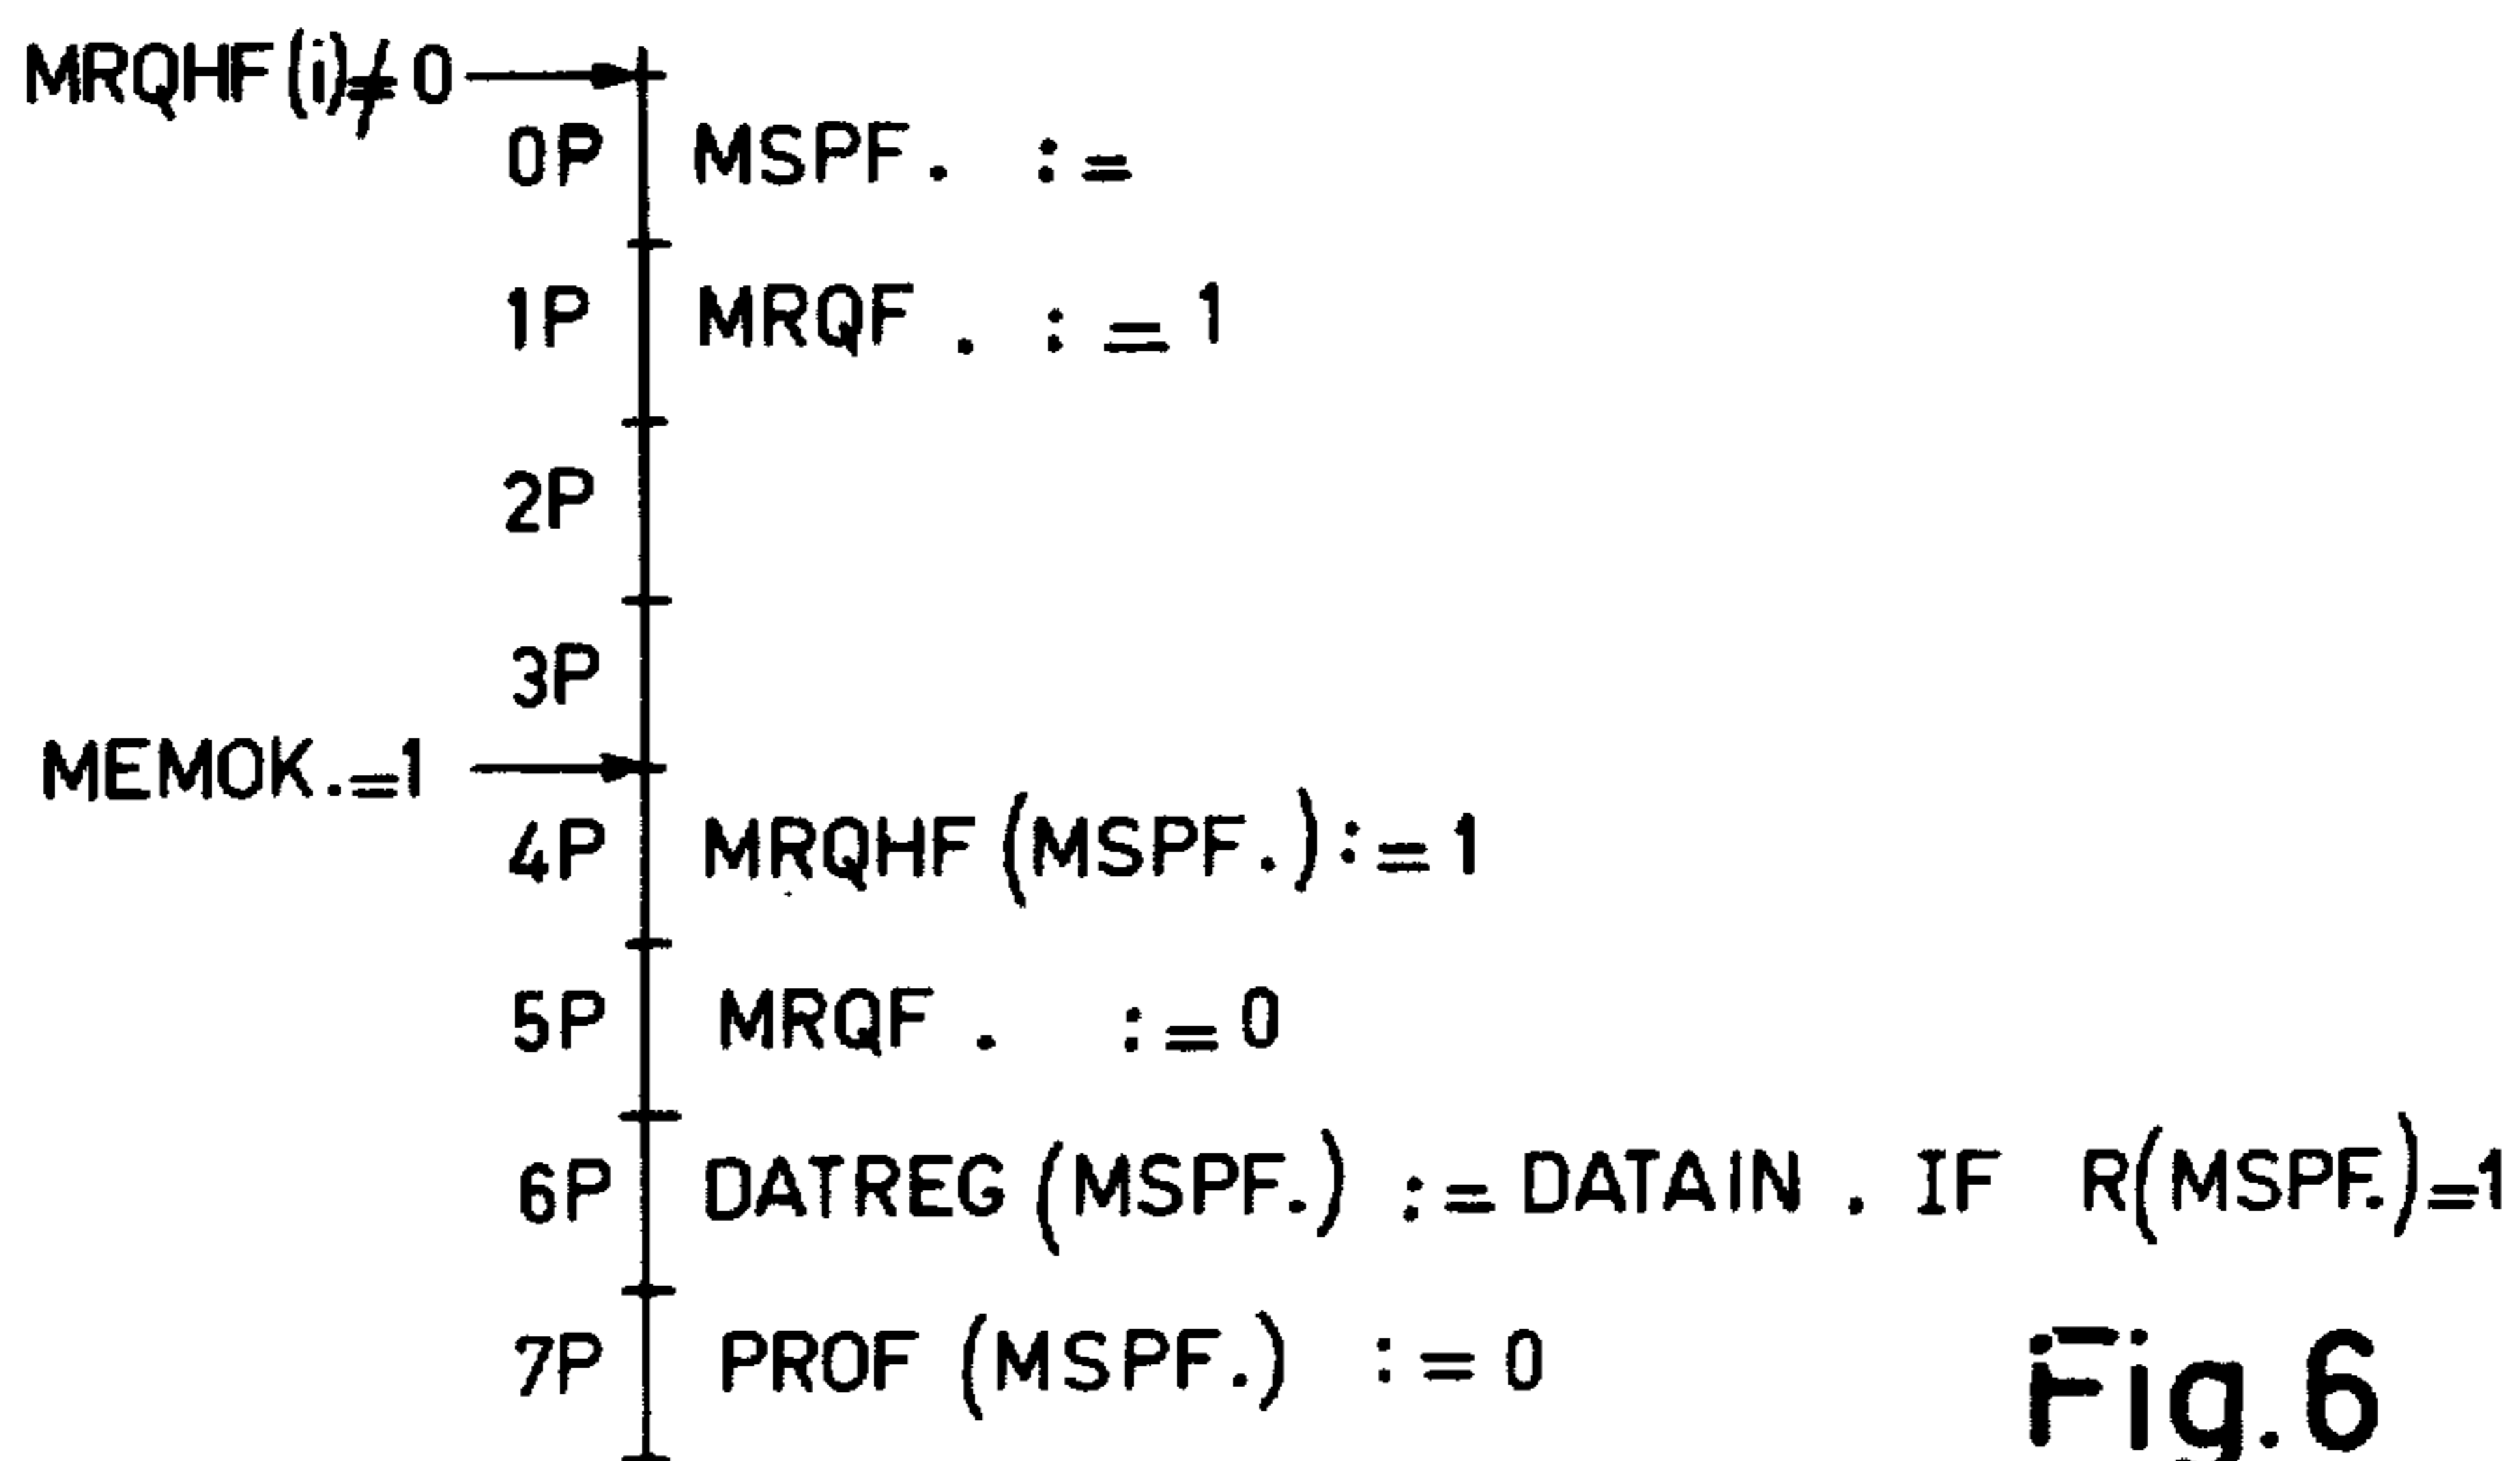 MRQHF(i)≠0
0P MSPF. :=
1P MRQF . := 1
2P
3P
MEMOK.=1
4P MRQHF(MSPF.):=1
5P MRQF . := 0
6P DATREG(MSPF.) := DATAIN . IF R(MSPF.)=1
7P PROF (MSPF.) := 0
Fig.6